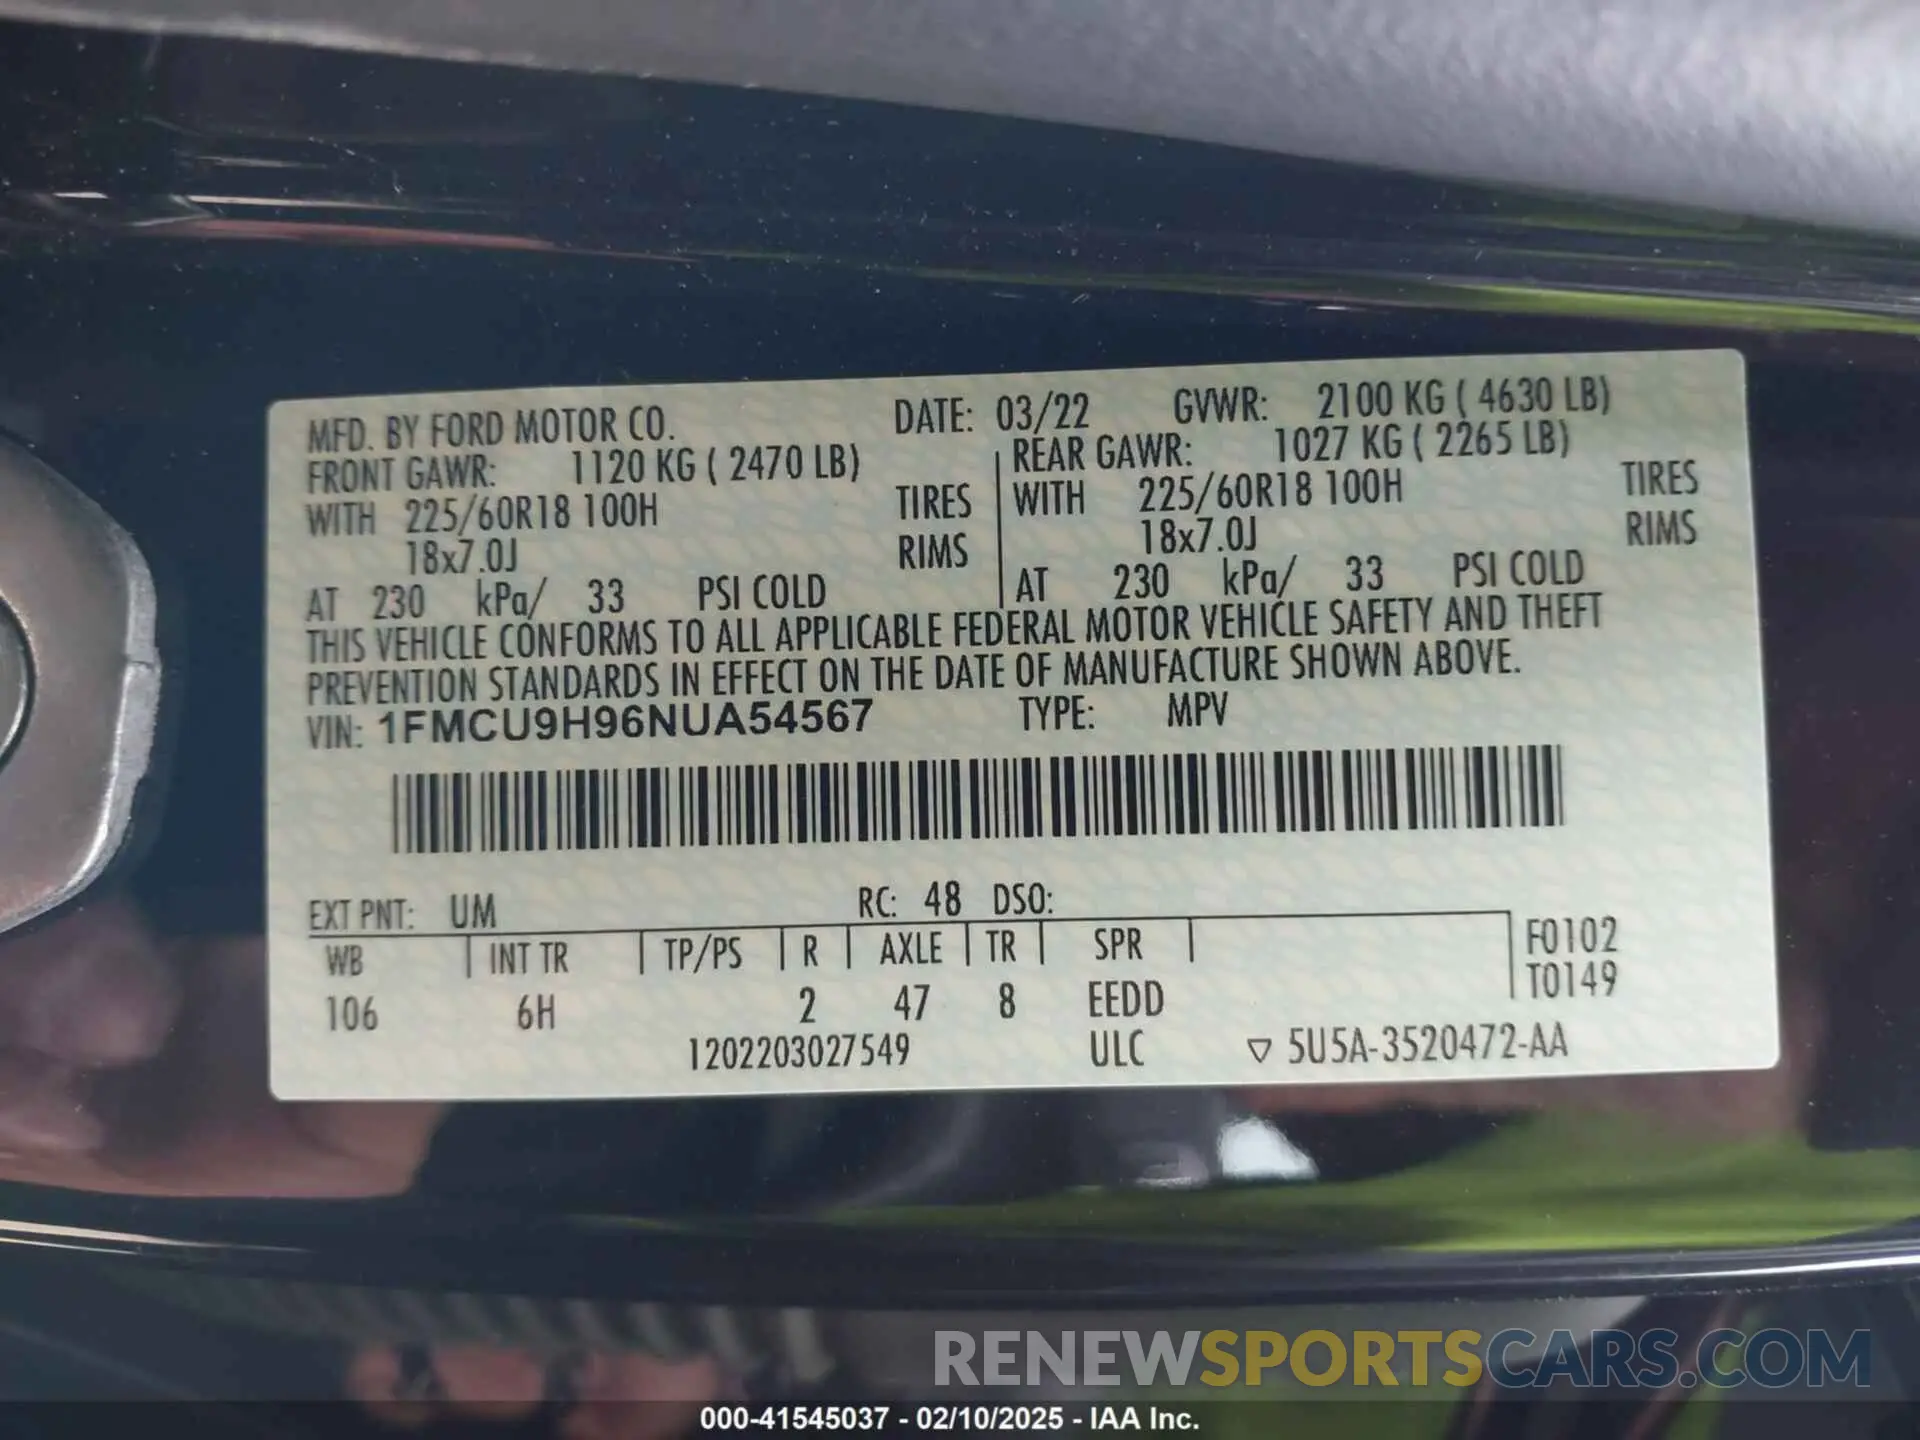 MFD. BY FORD MOTOR CO. DATE: 03/22 GVWR: 2100 KG ( 4630 LB)
FRONT GAWR: 1120 KG ( 2470 LB) REAR GAWR: 1027 KG ( 2265 LB)
WITH 225/60R18 100H TIRES WITH 225/60R18 100H TIRES
18x7.0J RIMS 18x7.0J RIMS
AT 230 kPa/ 33 PSI COLD AT 230 kPa/ 33 PSI COLD
THIS VEHICLE CONFORMS TO ALL APPLICABLE FEDERAL MOTOR VEHICLE SAFETY AND THEFT
PREVENTION STANDARDS IN EFFECT ON THE DATE OF MANUFACTURE SHOWN ABOVE.
VIN: 1FMCU9H96NUA54567 TYPE: MPV
EXT PNT: UM RC: 48 DSO:
WB INT TR TP/PS R AXLE TR SPR F0102
T0149
106 6H 2 47 8 EEDD
1202203027549 ULC ▽ 5U5A-3520472-AA
RENEWSPORTSCARS.COM
000-41545037 - 02/10/2025 - IAA Inc.